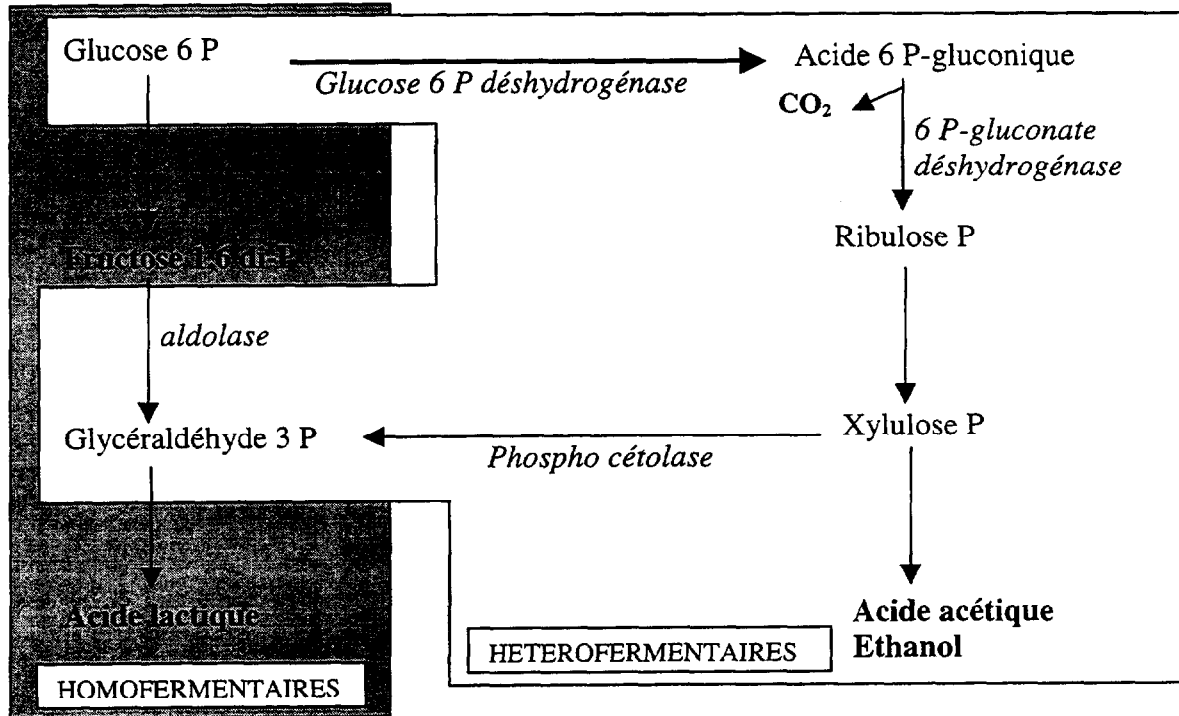 Glucose 6 P
Glucose 6 P déshydrogénase
Acide 6 P-gluconique
CO₂
6 P-gluconate
déshydrogénase
Ribulose P
Fructose 1-6 di-P
aldolase
Glycéraldéhyde 3 P
Phospho cétolase
Xylulose P
Acide lactique
Acide acétique
Ethanol
HETEROFERMENTAIRES
HOMOFERMENTAIRES